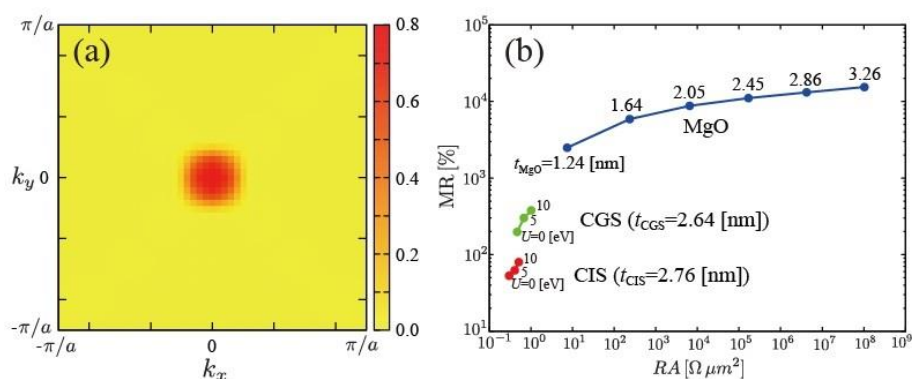 (a)
π/a
k_y 0
-π/a
-π/a 0 π/a
k_x
0.8
0.6
0.4
0.2
0.0
(b)
MR [%]
10^5
10^4
10^3
10^2
10^1
1.64 2.05 2.45 2.86 3.26
MgO
t_MgO=1.24 [nm]
10
5
U=0 [eV]
CGS (t_CGS=2.64 [nm])
10
5
U=0 [eV]
CIS (t_CIS=2.76 [nm])
10^-1 10^0 10^1 10^2 10^3 10^4 10^5 10^6 10^7 10^8 10^9
RA [Ω μm^2]